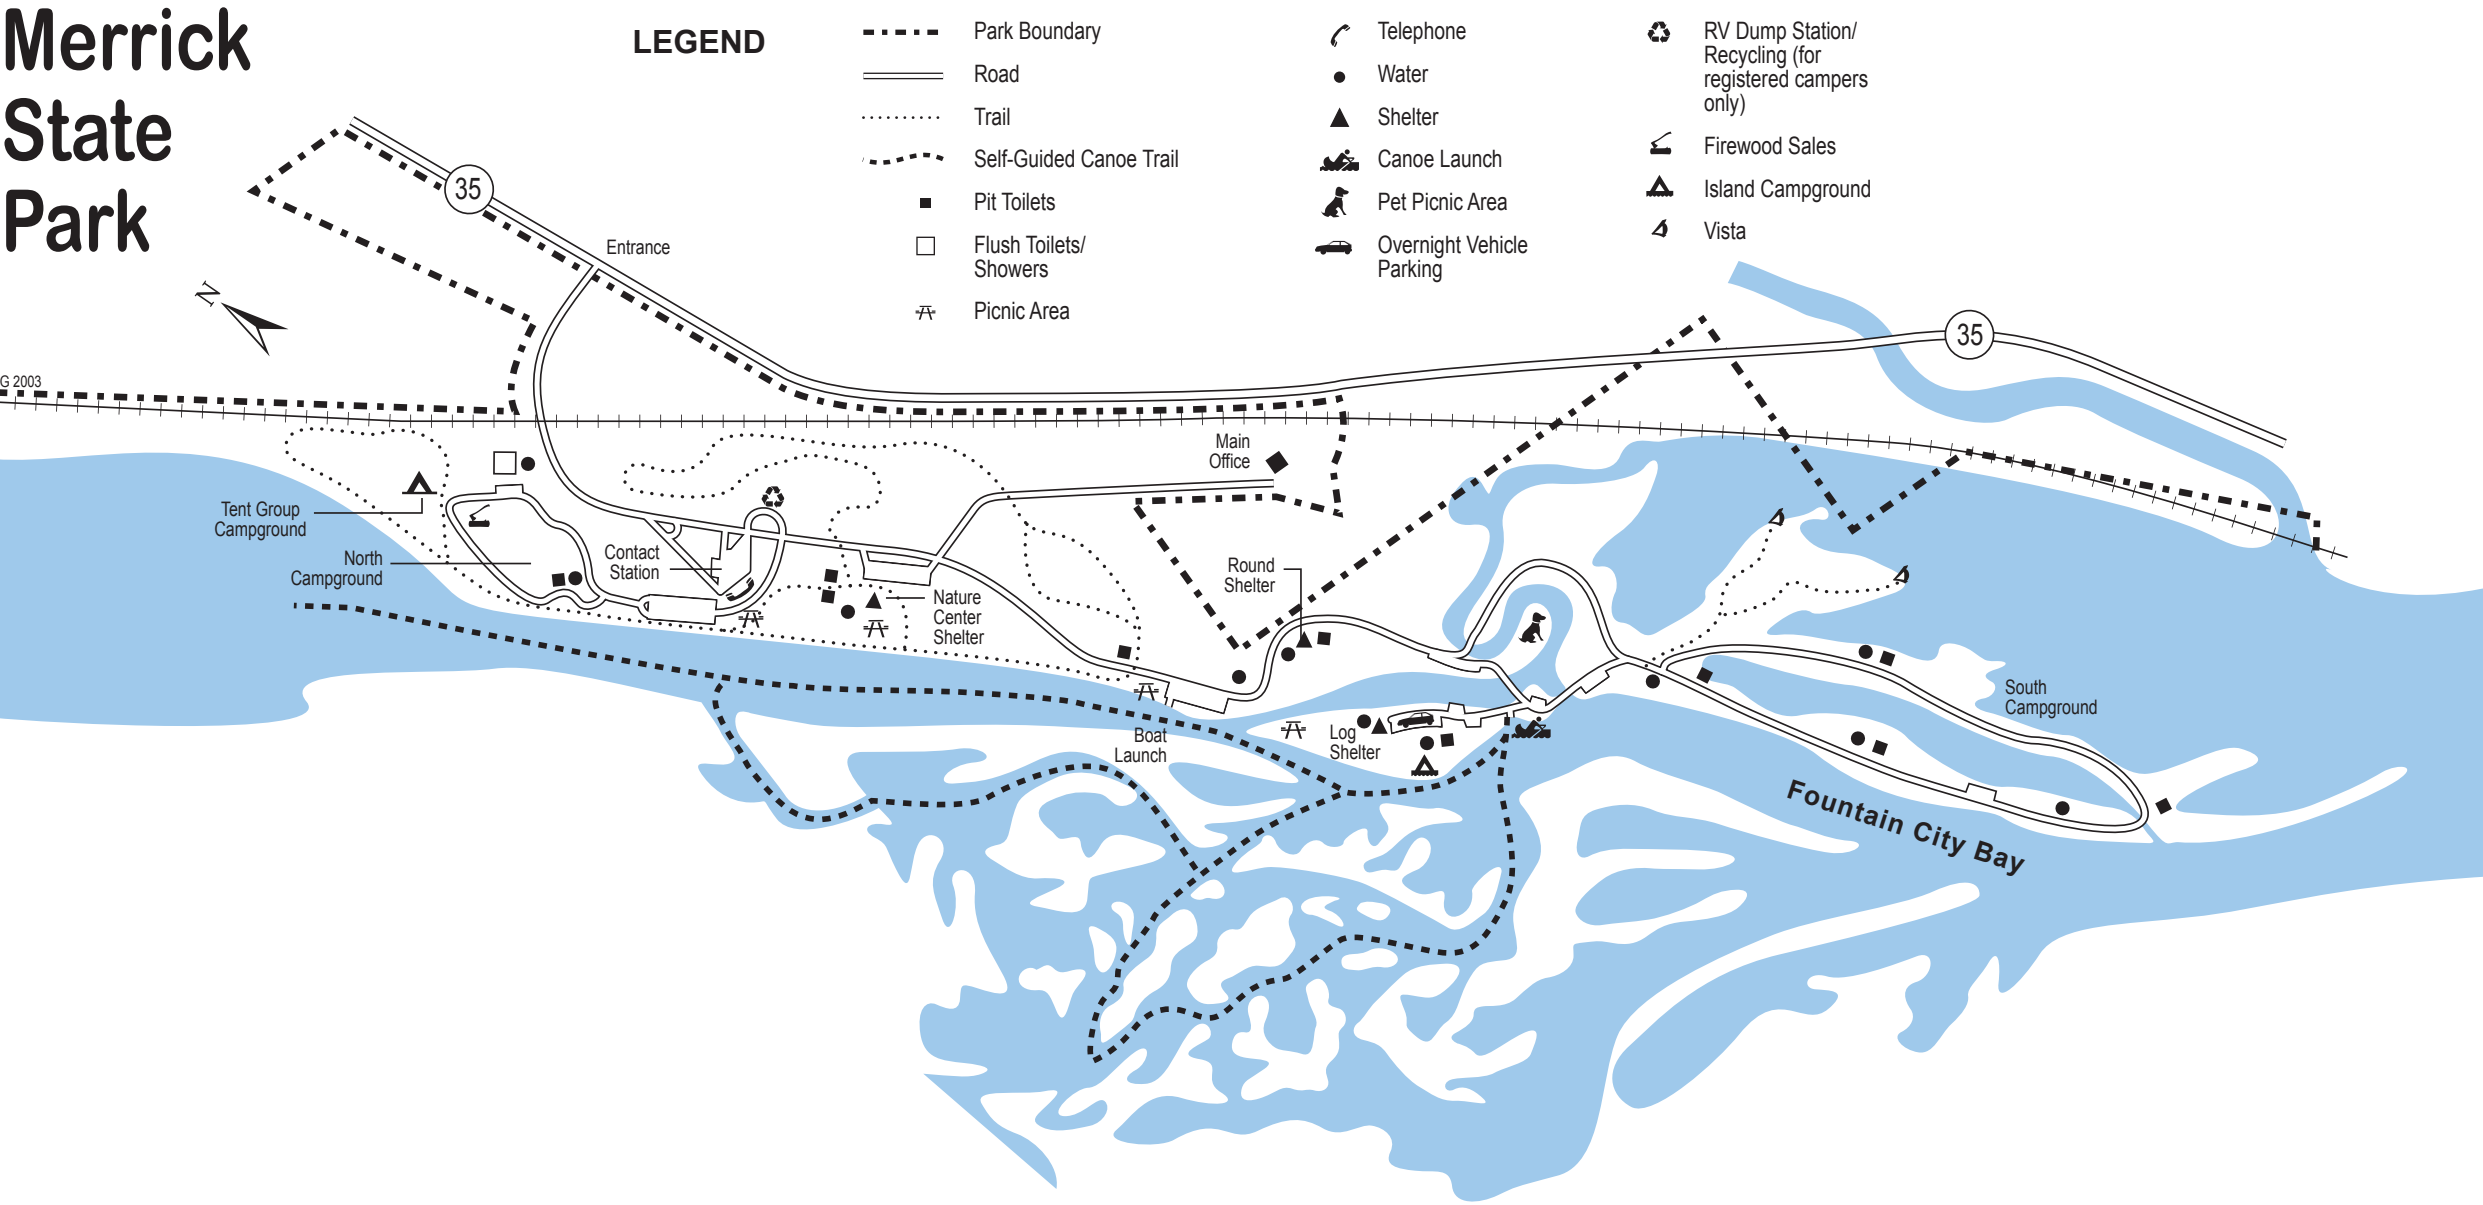 Merrick
State
Park
LEGEND
Park Boundary
Road
Trail
Self-Guided Canoe Trail
Pit Toilets
Flush Toilets/
Showers
Picnic Area
Telephone
Water
Shelter
Canoe Launch
Pet Picnic Area
Overnight Vehicle
Parking
RV Dump Station/
Recycling (for
registered campers
only)
Firewood Sales
Island Campground
Vista
35
Entrance
N
35
G 2003
Main
Office
Tent Group
Campground
North
Campground
Contact
Station
Round
Shelter
Nature
Center
Shelter
South
Campground
Boat
Launch
Log
Shelter
Fountain City Bay